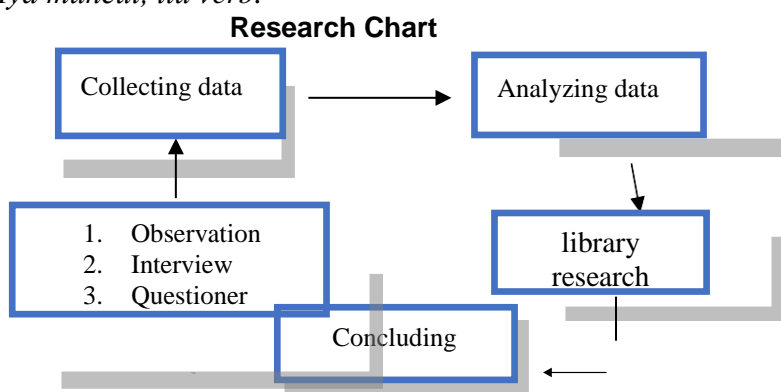 Research Chart
Collecting data
Analyzing data
1. Observation
2. Interview
3. Questioner
library
research
Concluding